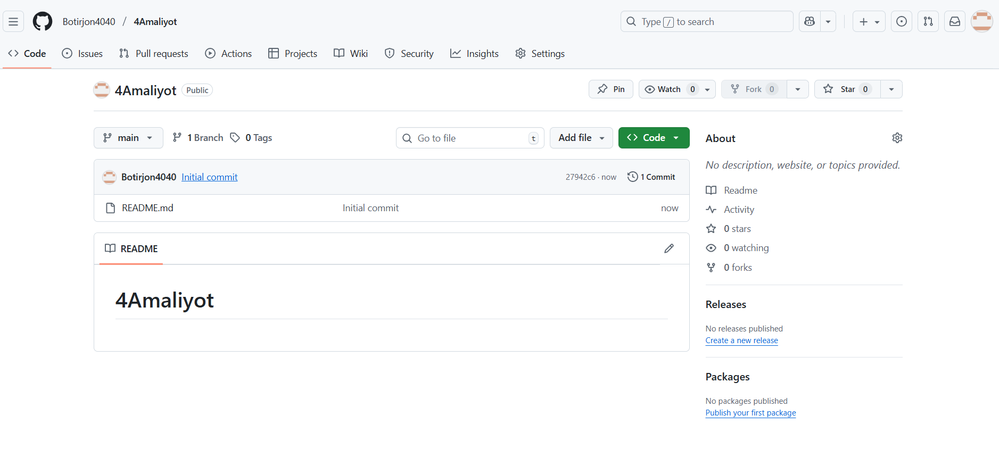 Botirjon4040 / 4Amaliyot
Type / to search
Code Issues Pull requests Actions Projects Wiki Security Insights Settings
4Amaliyot Public
Pin Watch 0 Fork 0 Star 0
main 1 Branch 0 Tags
Go to file t Add file Code
Botirjon4040 Initial commit 27942c6 · now 1 Commit
README.md Initial commit now
README
4Amaliyot
About
No description, website, or topics provided.
Readme
Activity
0 stars
0 watching
0 forks
Releases
No releases published
Create a new release
Packages
No packages published
Publish your first package